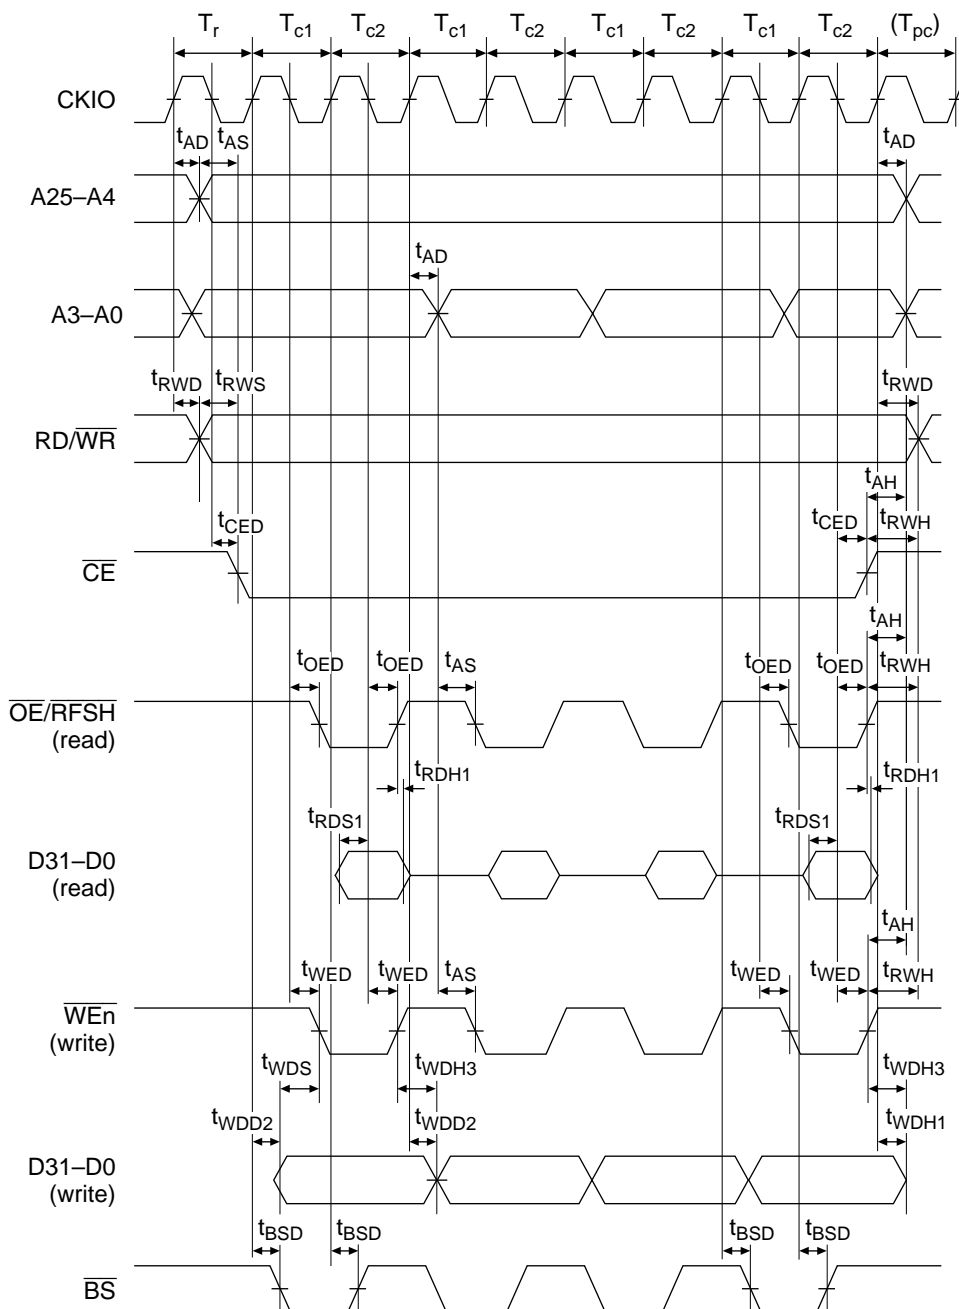 Tr Tc1 Tc2 Tc1 Tc2 Tc1 Tc2 Tc1 Tc2 (Tpc)
CKIO
tAD tAS tAD
A25–A4
tAD
A3–A0
tRWD tRWS tRWD
RD/WR
tAH
tCED tCED tRWH
CE
tAH
tOED tOED tAS tOED tOED tRWH
OE/RFSH
(read)
tRDH1 tRDH1
tRDS1 tRDS1
D31–D0
(read)
tAH
tWED tWED tAS tWED tWED tRWH
WEn
(write)
tWDS tWDH3 tWDH3
tWDD2 tWDD2 tWDH1
D31–D0
(write)
tBSD tBSD tBSD tBSD
BS